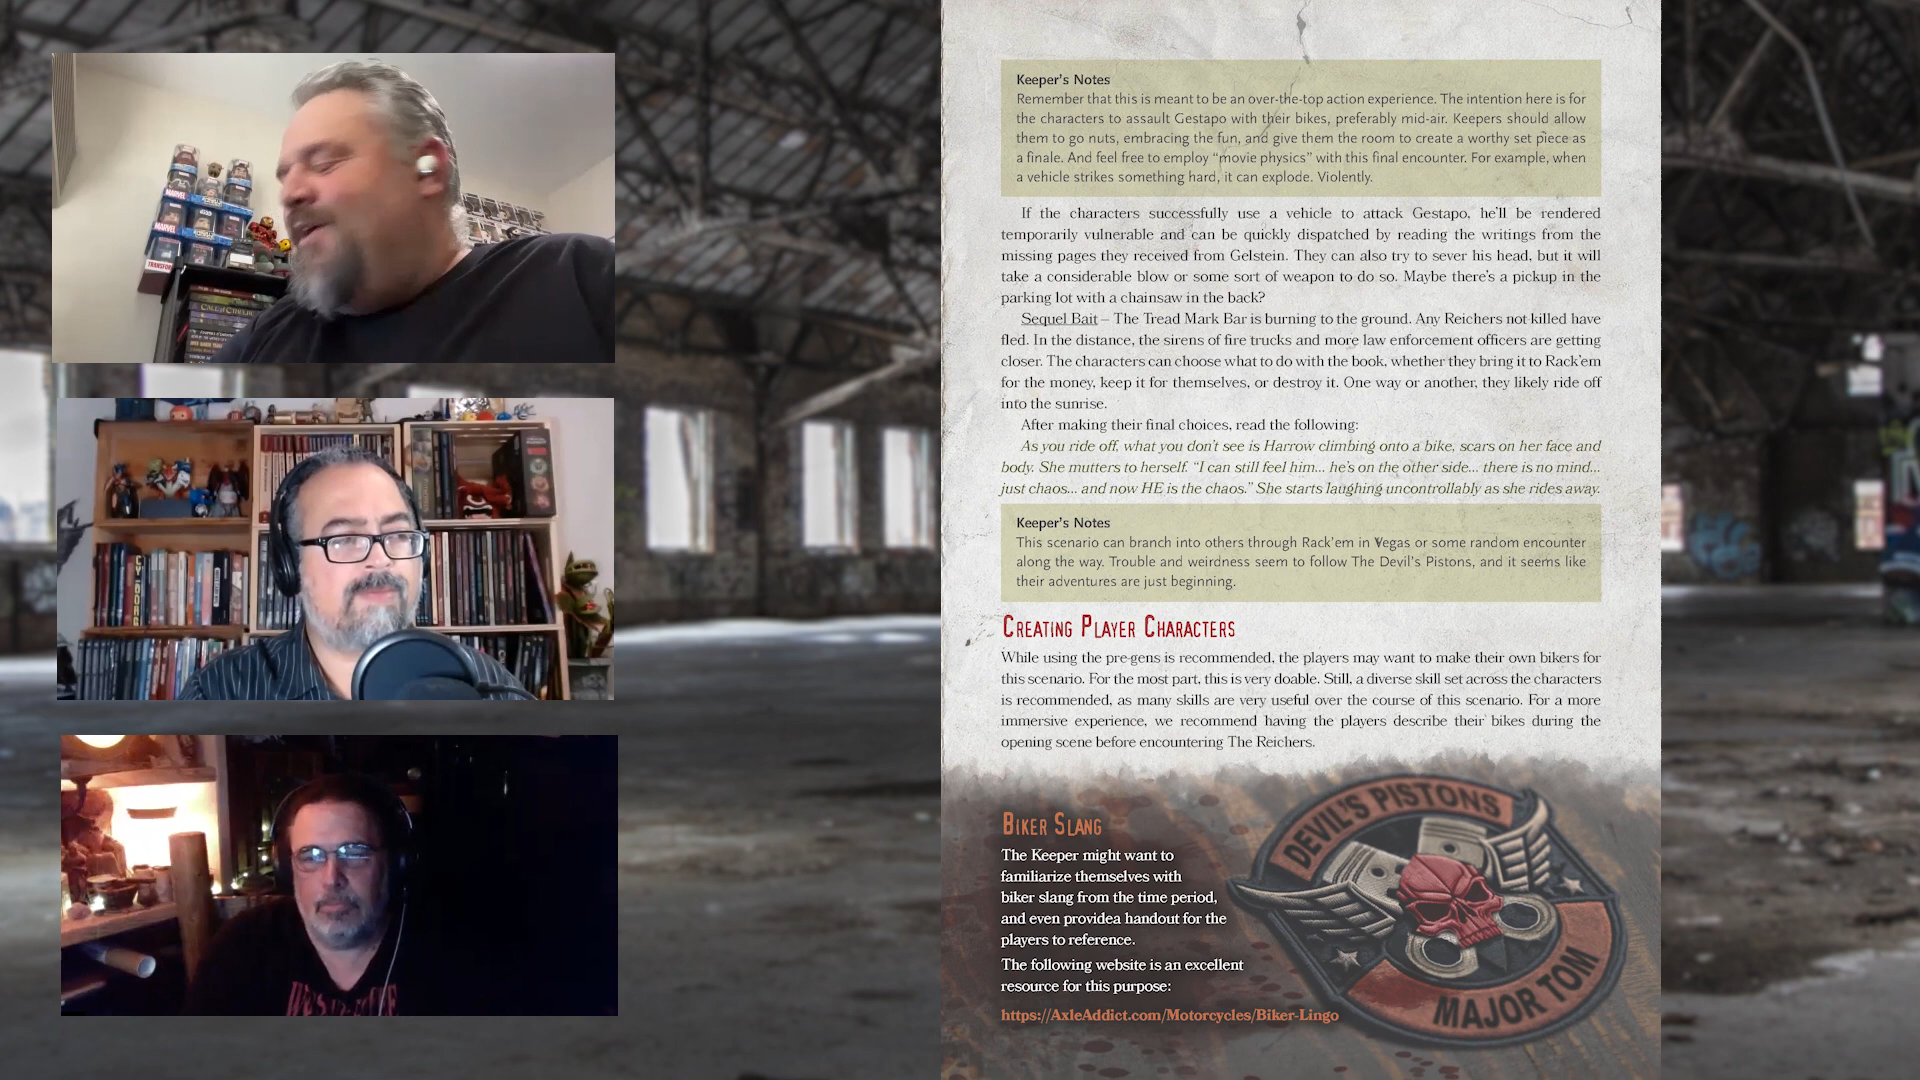 MARVEL
MARVEL
TRANSFORM
CALL of CTHULHU
Keeper's Notes
Remember that this is meant to be an over-the-top action experience. The intention here is for
the characters to assault Gestapo with their bikes, preferably mid-air. Keepers should allow
them to go nuts, embracing the fun, and give them the room to create a worthy set piece as
a finale. And feel free to employ “movie physics” with this final encounter. For example, when
a vehicle strikes something hard, it can explode. Violently.
If the characters successfully use a vehicle to attack Gestapo, he'll be rendered
temporarily vulnerable and can be quickly dispatched by reading the writings from the
missing pages they received from Gelstein. They can also try to sever his head, but it will
take a considerable blow or some sort of weapon to do so. Maybe there's a pickup in the
parking lot with a chainsaw in the back?
Sequel Bait – The Tread Mark Bar is burning to the ground. Any Reichers not killed have
fled. In the distance, the sirens of fire trucks and more law enforcement officers are getting
closer. The characters can choose what to do with the book, whether they bring it to Rack'em
for the money, keep it for themselves, or destroy it. One way or another, they likely ride off
into the sunrise.
After making their final choices, read the following:
As you ride off, what you don't see is Harrow climbing onto a bike, scars on her face and
body. She mutters to herself. “I can still feel him... he's on the other side... there is no mind...
just chaos... and now HE is the chaos.” She starts laughing uncontrollably as she rides away.
Keeper's Notes
This scenario can branch into others through Rack'em in Vegas or some random encounter
along the way. Trouble and weirdness seem to follow The Devil's Pistons, and it seems like
their adventures are just beginning.
Creating Player Characters
While using the pre-gens is recommended, the players may want to make their own bikers for
this scenario. For the most part, this is very doable. Still, a diverse skill set across the characters
is recommended, as many skills are very useful over the course of this scenario. For a more
immersive experience, we recommend having the players describe their bikes during the
opening scene before encountering The Reichers.
Biker Slang
The Keeper might want to
familiarize themselves with
biker slang from the time period,
and even providea handout for the
players to reference.
The following website is an excellent
resource for this purpose:
https://AxleAddict.com/Motorcycles/Biker-Lingo
DEVIL'S PISTONS
MAJOR TOM